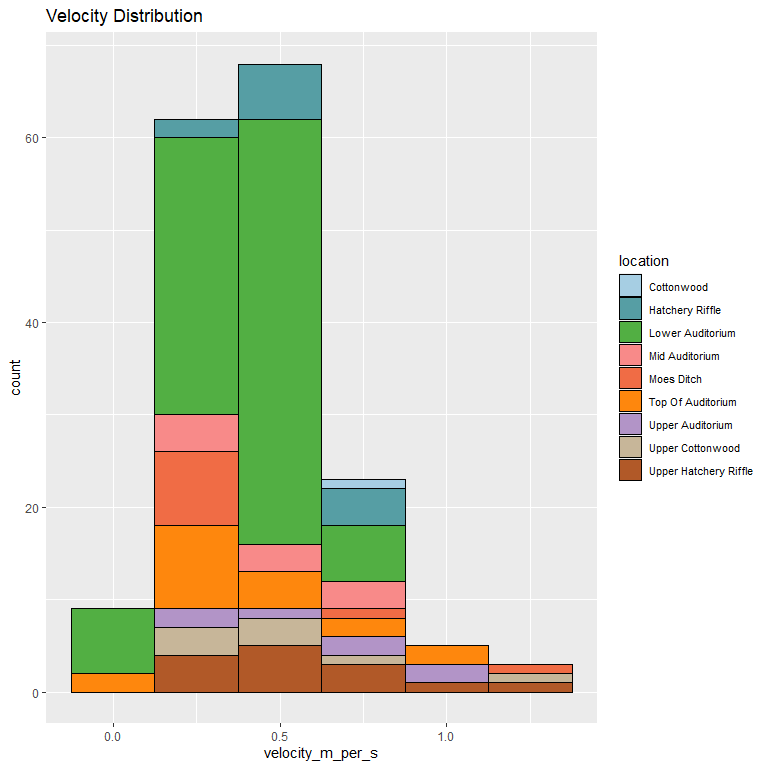 Velocity Distribution
60
40
20
0
count
0.0
0.5
1.0
velocity_m_per_s
location
Cottonwood
Hatchery Riffle
Lower Auditorium
Mid Auditorium
Moes Ditch
Top Of Auditorium
Upper Auditorium
Upper Cottonwood
Upper Hatchery Riffle